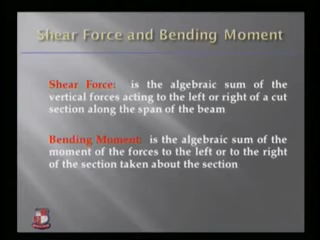 Shear Force and Bending Moment
Shear Force: is the algebraic sum of the
vertical forces acting to the left or right of a cut
section along the span of the beam
Bending Moment: is the algebraic sum of the
moment of the forces to the left or to the right
of the section taken about the section